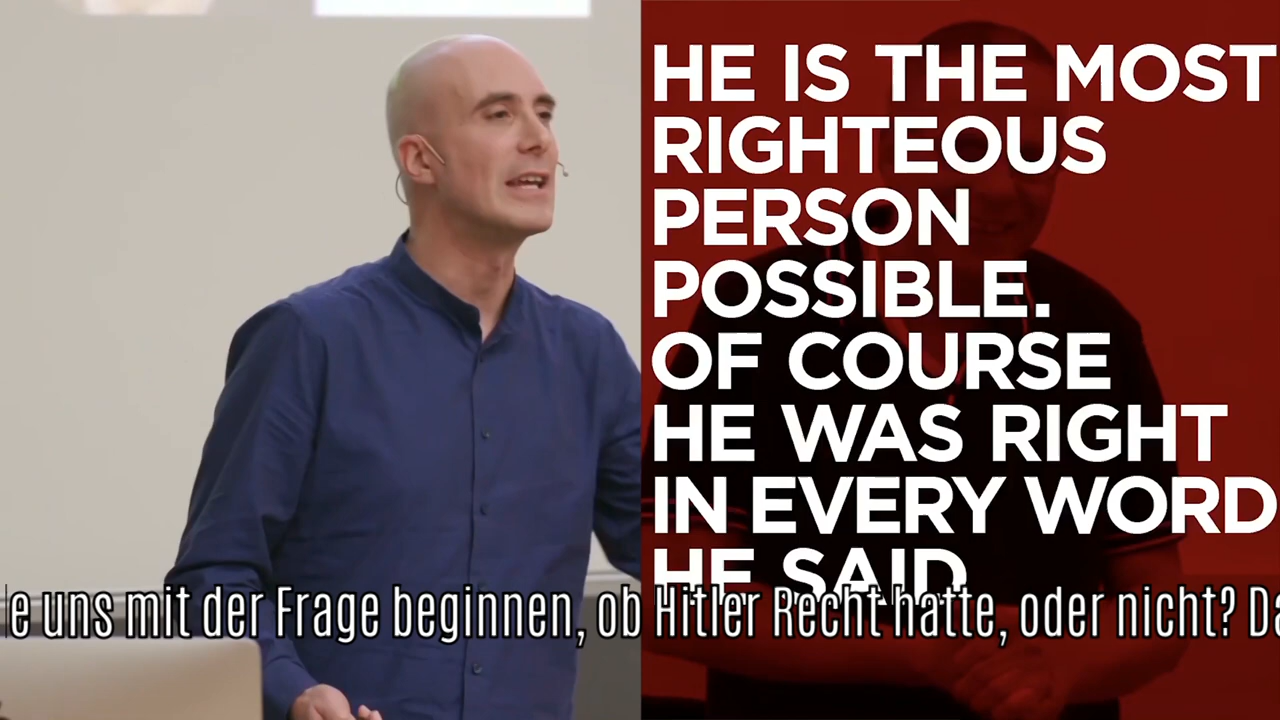 HE IS THE MOST
RIGHTEOUS
PERSON
POSSIBLE.
OF COURSE
HE WAS RIGHT
IN EVERY WORD
HE SAID
uns mit der Frage beginnen, ob Hitler Recht hatte, oder nicht? Da